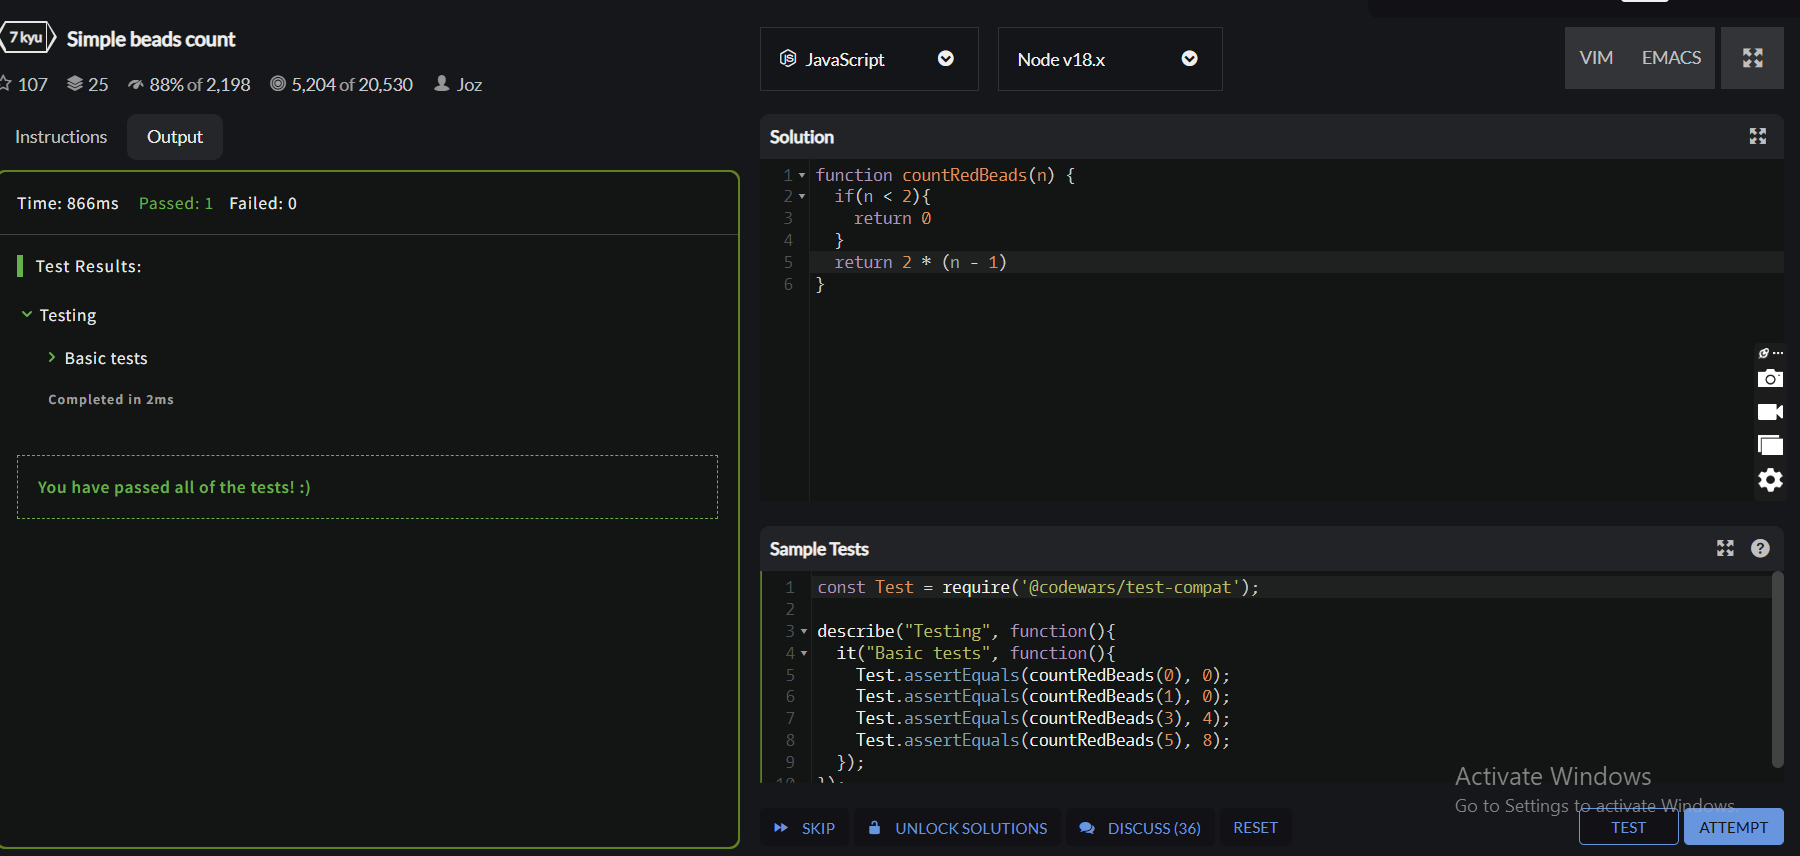 7 kyu Simple beads count
107 25 88% of 2,198 5,204 of 20,530 Joz
Instructions Output
Time: 866ms Passed: 1 Failed: 0
Test Results:
Testing
Basic tests
Completed in 2ms
You have passed all of the tests! :)
JavaScript Node v18.x VIM EMACS
Solution
1 function countRedBeads(n) {
2 if(n < 2){
3 return 0
4 }
5 return 2 * (n - 1)
6 }
Sample Tests
1 const Test = require('@codewars/test-compat');
2
3 describe("Testing", function(){
4 it("Basic tests", function(){
5 Test.assertEquals(countRedBeads(0), 0);
6 Test.assertEquals(countRedBeads(1), 0);
7 Test.assertEquals(countRedBeads(3), 4);
8 Test.assertEquals(countRedBeads(5), 8);
9 });
10 });
Activate Windows
Go to Settings to activate Windows.
SKIP UNLOCK SOLUTIONS DISCUSS (36) RESET TEST ATTEMPT